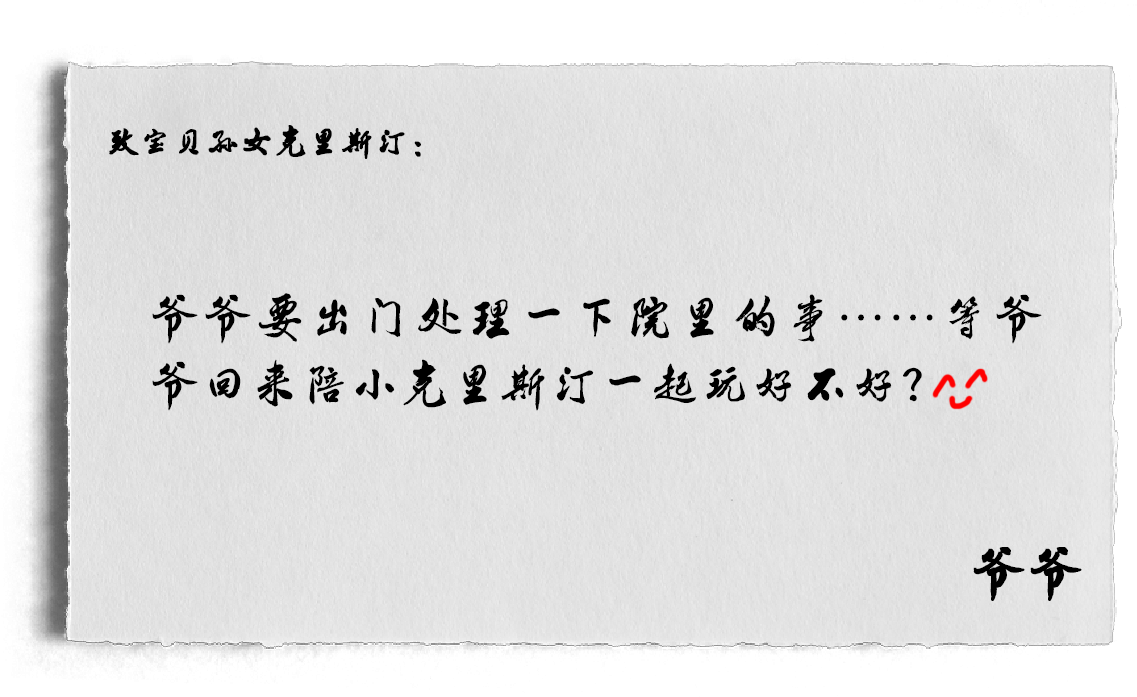 致宝贝孙女克里斯汀：
爷爷要出门处理一下院里的事……等爷
爷回来陪小克里斯汀一起玩好不好？
爷爷